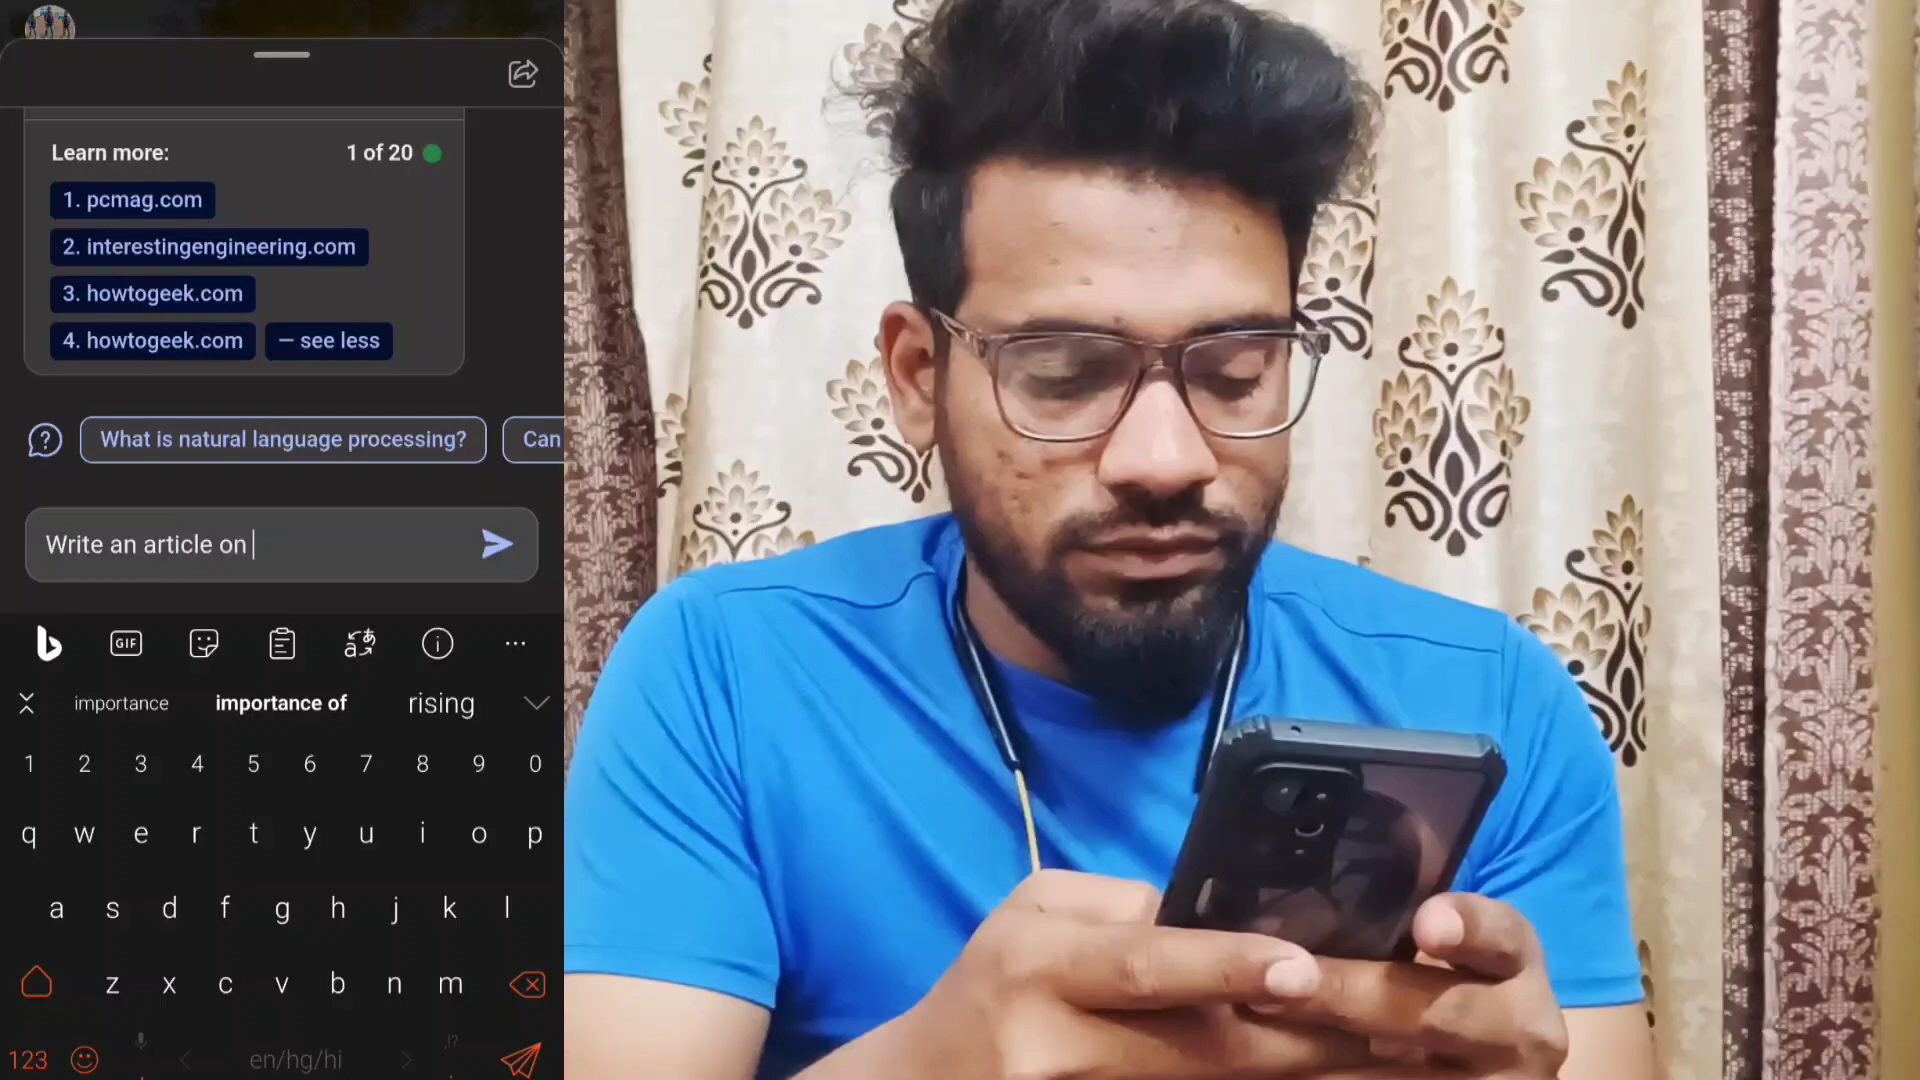 Learn more:
1 of 20
1. pcmag.com
2. interestingengineering.com
3. howtogeek.com
4. howtogeek.com
— see less
What is natural language processing?
Can
Write an article on
GIF
importance
importance of
rising
1 2 3 4 5 6 7 8 9 0
q w e r t y u i o p
a s d f g h j k l
z x c v b n m
123
en/hg/hi
,!?
.